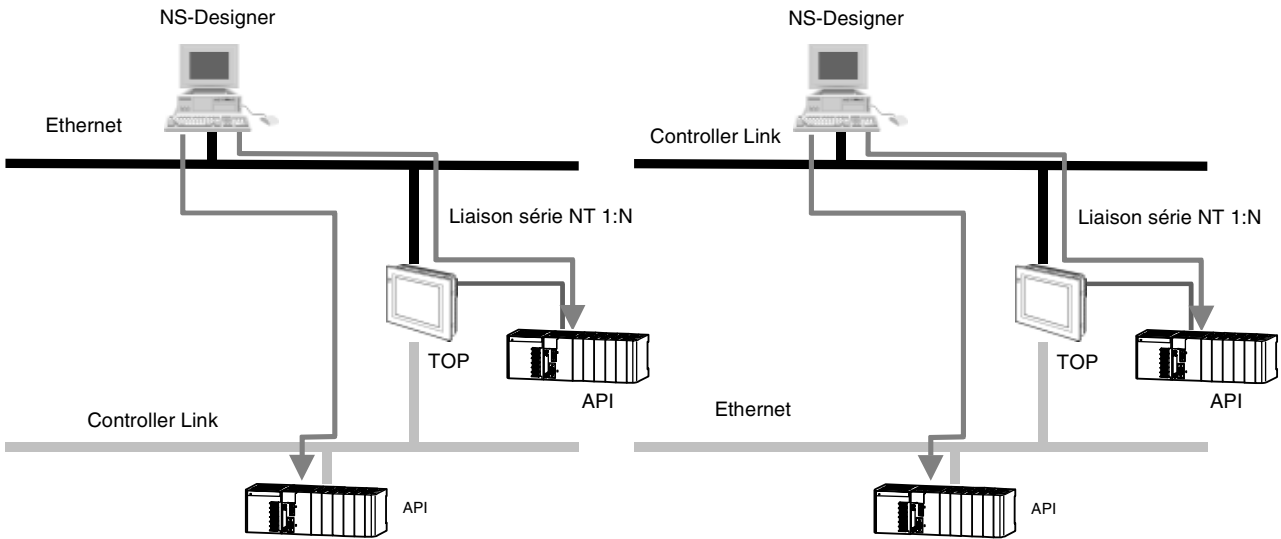 NS-Designer
Ethernet
Liaison série NT 1:N
TOP
API
Controller Link
API
NS-Designer
Controller Link
Liaison série NT 1:N
TOP
API
Ethernet
API